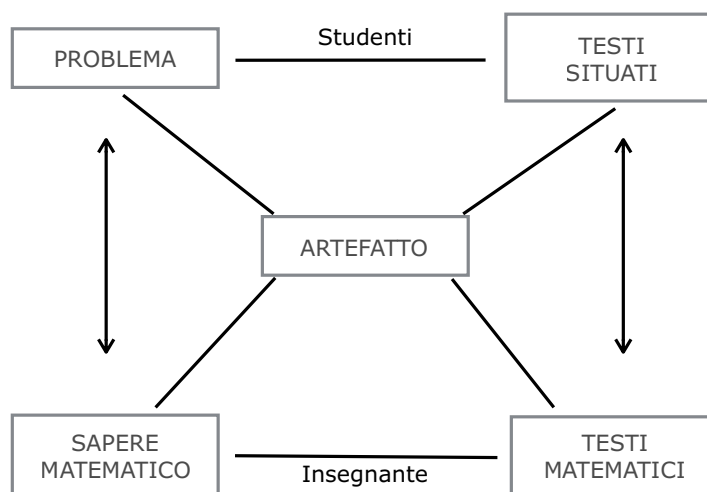 Studenti
PROBLEMA
TESTI
SITUATI
ARTEFATTO
SAPERE
MATEMATICO
Insegnante
TESTI
MATEMATICI